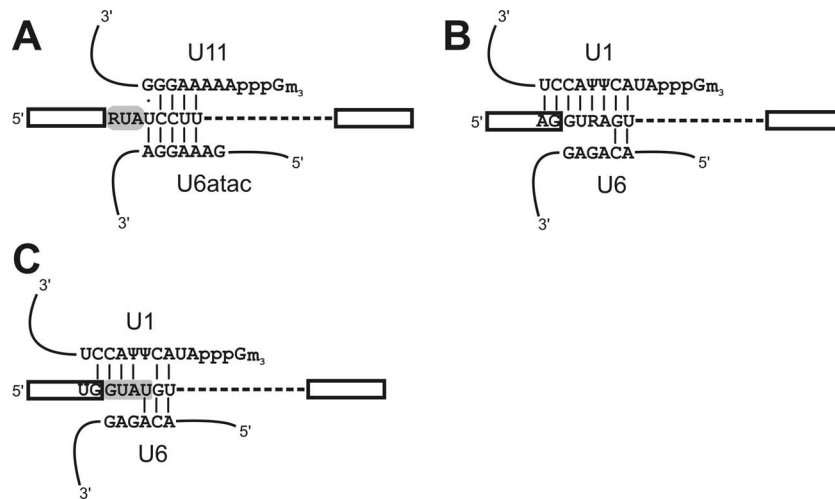 A
3'
U11
GGGAAAAApppGm3
5'
RUAUCCUU
AGGAAAG
5'
U6atac
3'
B
3'
U1
UCCAΨΨCAUApppGm3
5'
AGGURAGU
GAGACA
5'
U6
3'
C
3'
U1
UCCAΨΨCAUApppGm3
5'
UGGUAUGU
GAGACA
5'
U6
3'